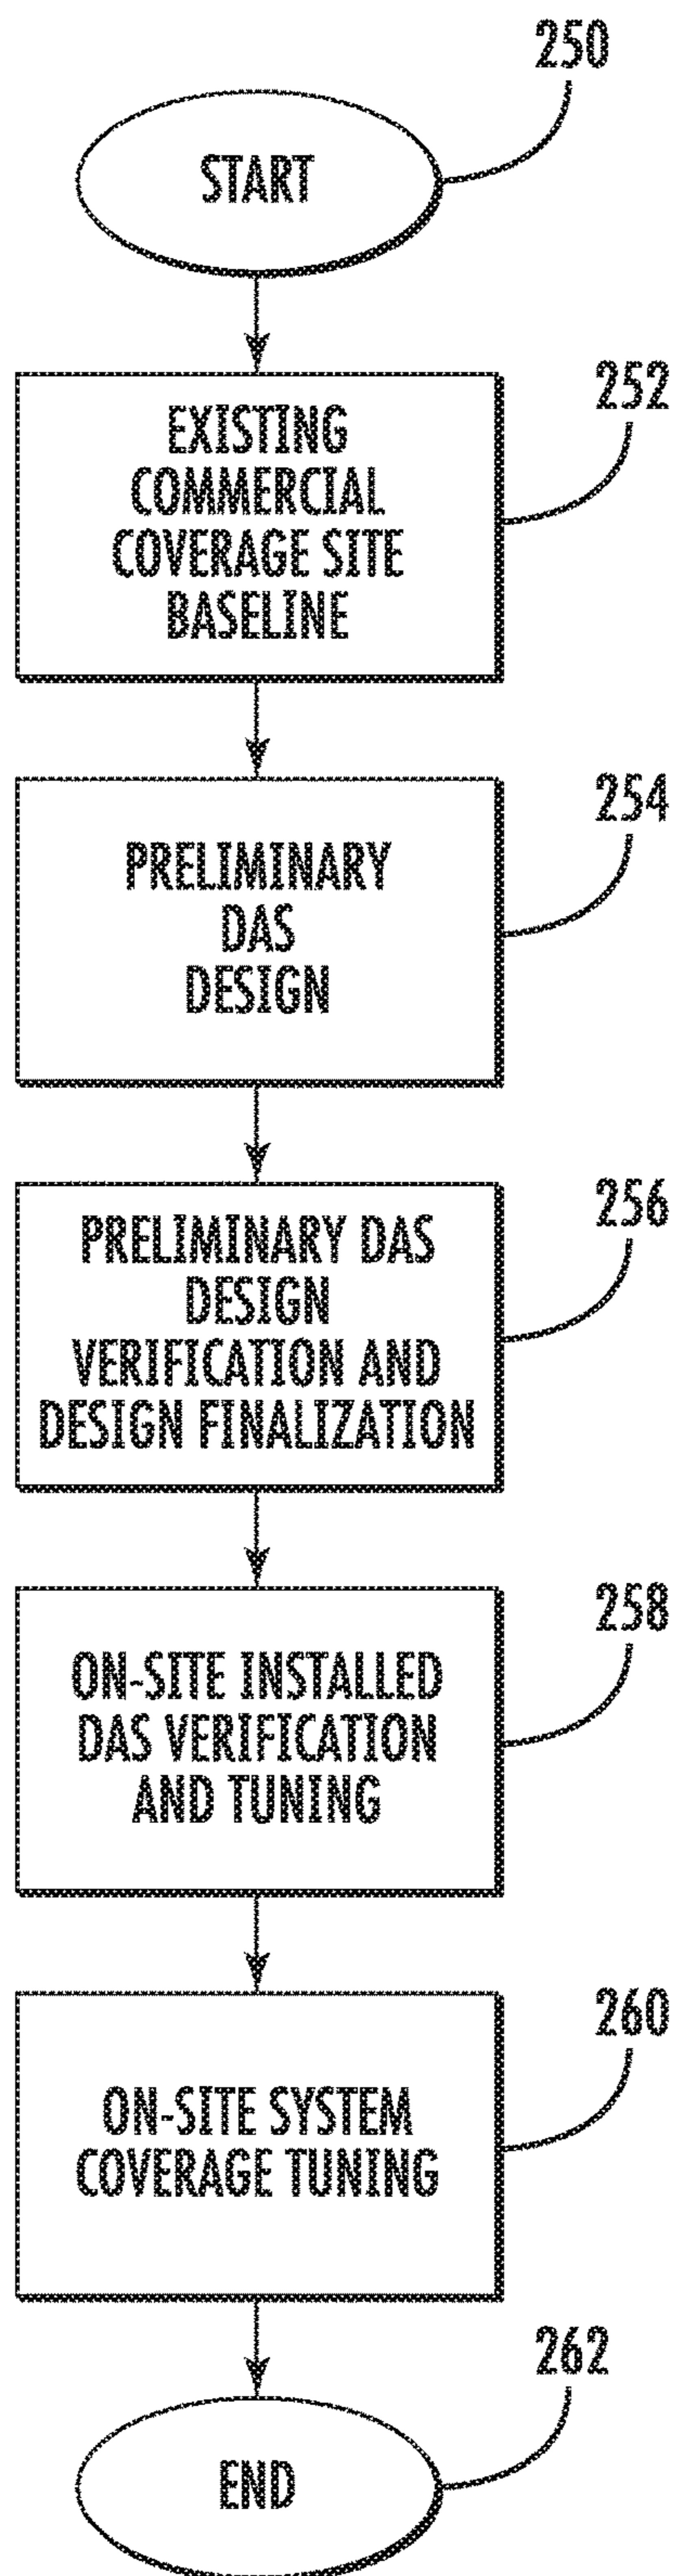 250
START
252
EXISTING
COMMERCIAL
COVERAGE SITE
BASELINE
254
PRELIMINARY
DAS
DESIGN
256
PRELIMINARY DAS
DESIGN
VERIFICATION AND
DESIGN FINALIZATION
258
ON-SITE INSTALLED
DAS VERIFICATION
AND TUNING
260
ON-SITE SYSTEM
COVERAGE TUNING
262
END